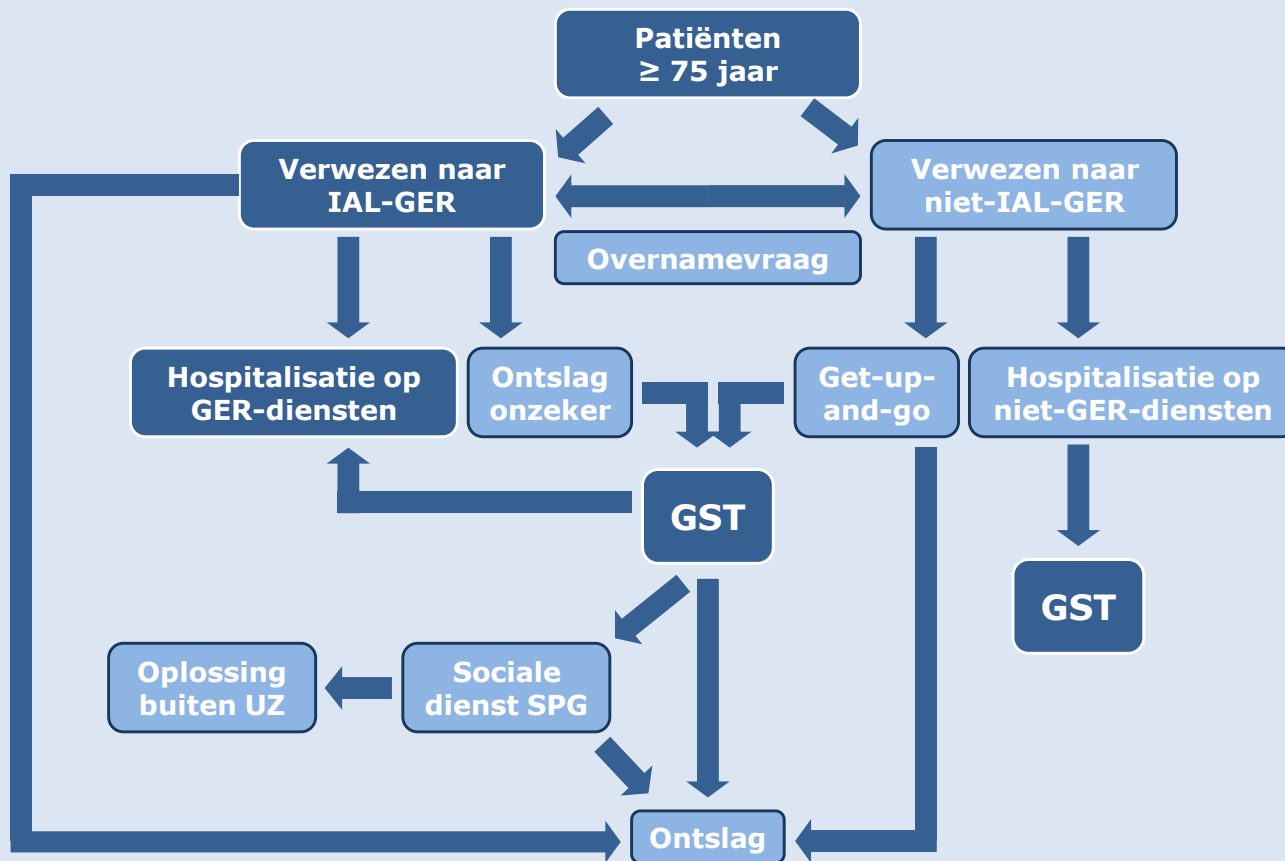 Patiënten
≥ 75 jaar
Verwezen naar
IAL-GER
Verwezen naar
niet-IAL-GER
Overnamevraag
Hospitalisatie op
GER-diensten
Ontslag
onzeker
Get-up-
and-go
Hospitalisatie op
niet-GER-diensten
GST
GST
Oplossing
buiten UZ
Sociale
dienst SPG
Ontslag